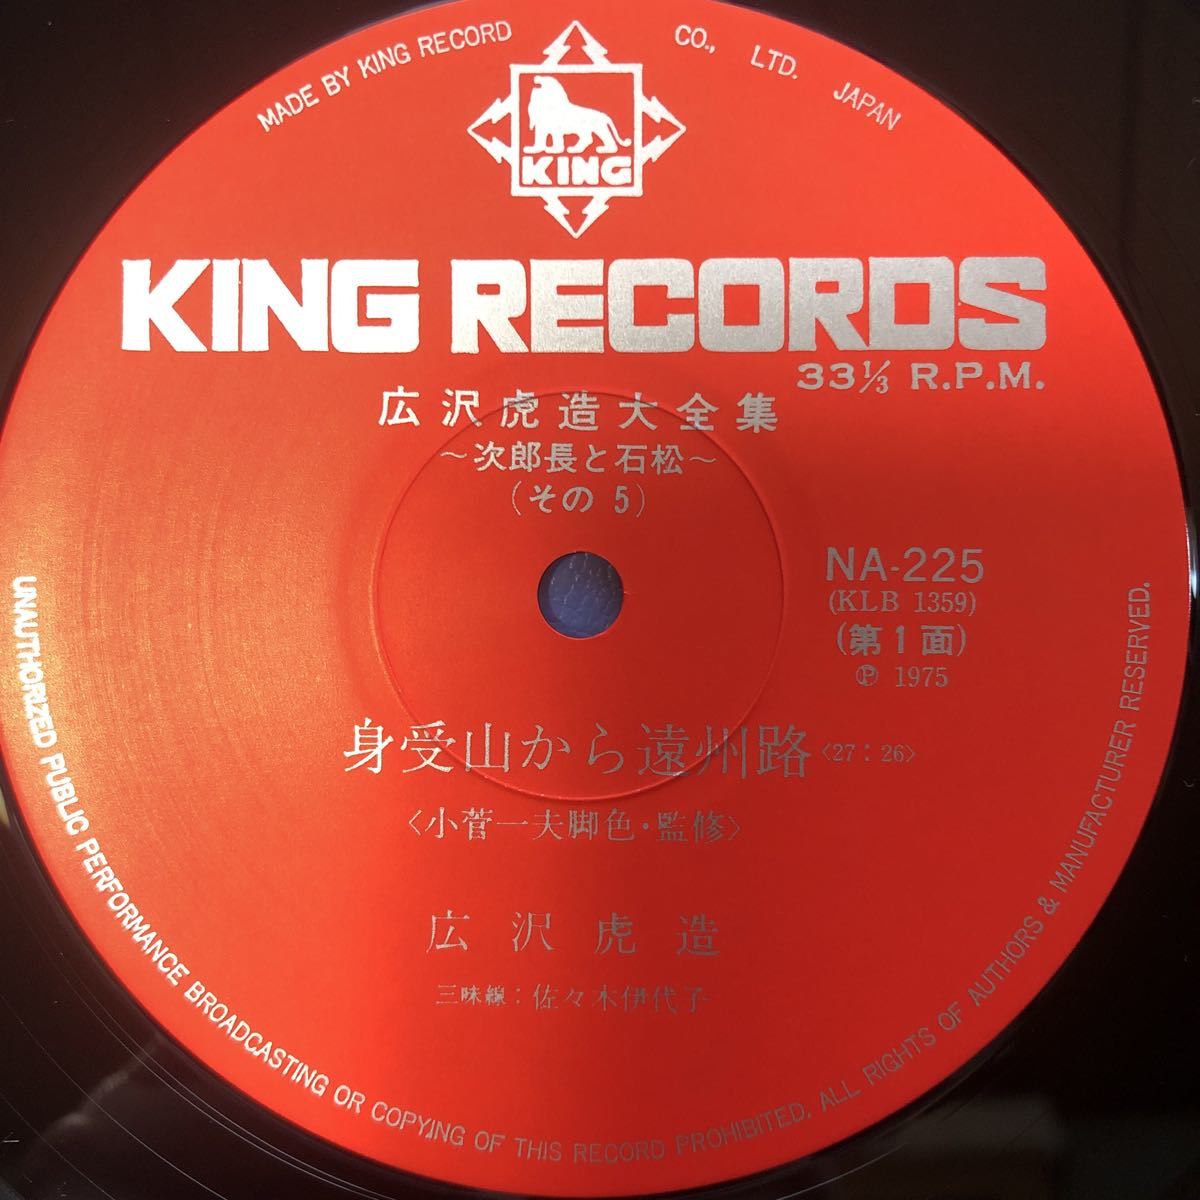 MADE BY KING RECORD CO., LTD. JAPAN
KING
KING RECORDS
33 1/3 R.P.M.
広沢虎造大全集
～次郎長と石松～
(その 5)
NA-225
(KLB 1359)
(第1面)
Ⓟ 1975
身受山から遠州路 〈27:26〉
〈小菅一夫脚色・監修〉
広沢虎造
三味線:佐々木伊代子
UNAUTHORIZED PUBLIC PERFORMANCE BROADCASTING OR COPYING OF THIS RECORD PROHIBITED. ALL RIGHTS OF AUTHORS & MANUFACTURER RESERVED.